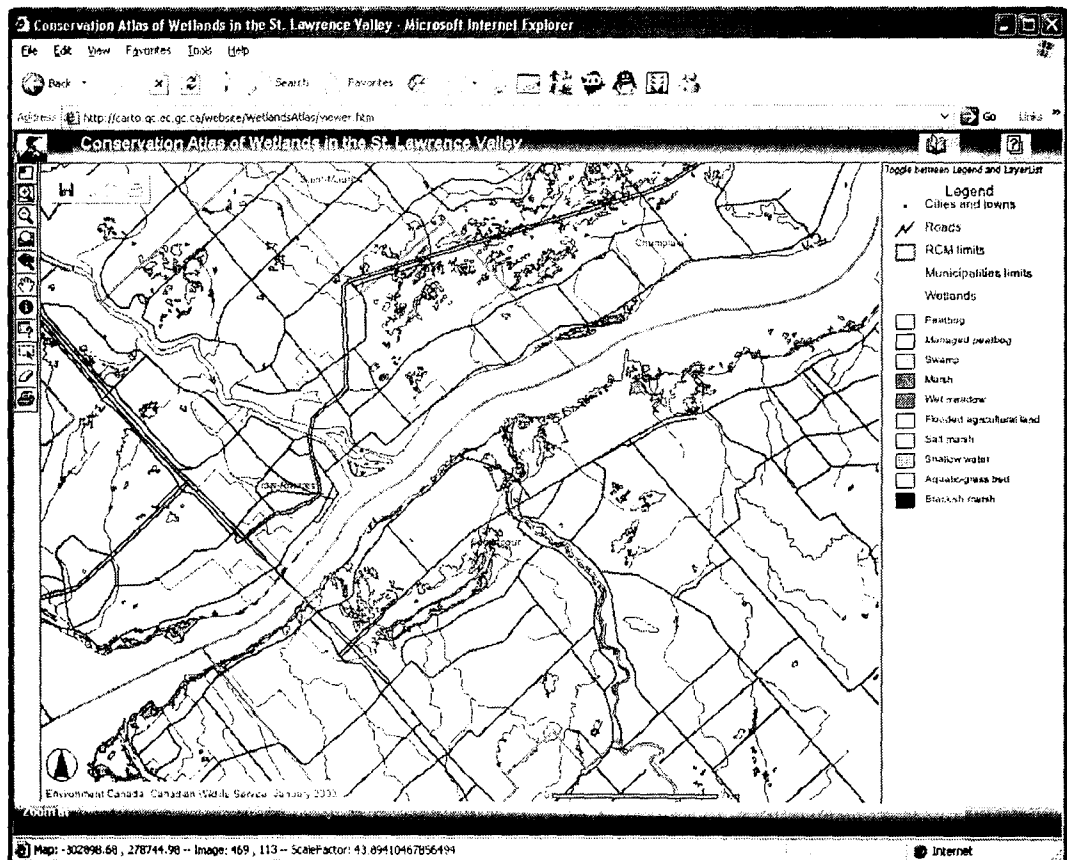 Conservation Atlas of Wetlands in the St. Lawrence Valley - Microsoft Internet Explorer
File Edit View Favorites Tools Help
Back Search Favorites
Address http://carto.qc.ec.gc.ca/website/WetlandsAtlas/viewer.htm Go Links »
Conservation Atlas of Wetlands in the St. Lawrence Valley
Toggle between Legend and LayerList
Legend
Cities and towns
Roads
RCM limits
Municipalities limits
Wetlands
Peatbog
Managed peatbog
Swamp
Marsh
Wet meadow
Flooded agricultural land
Salt marsh
Shallow water
Aquatic-grass bed
Brackish marsh
Champlain
Environment Canada, Canadian Wildlife Service, January 2003
Zoom In
Map: -302898.68 , 278744.98 -- Image: 469 , 113 -- ScaleFactor: 43.89410467856494
Internet